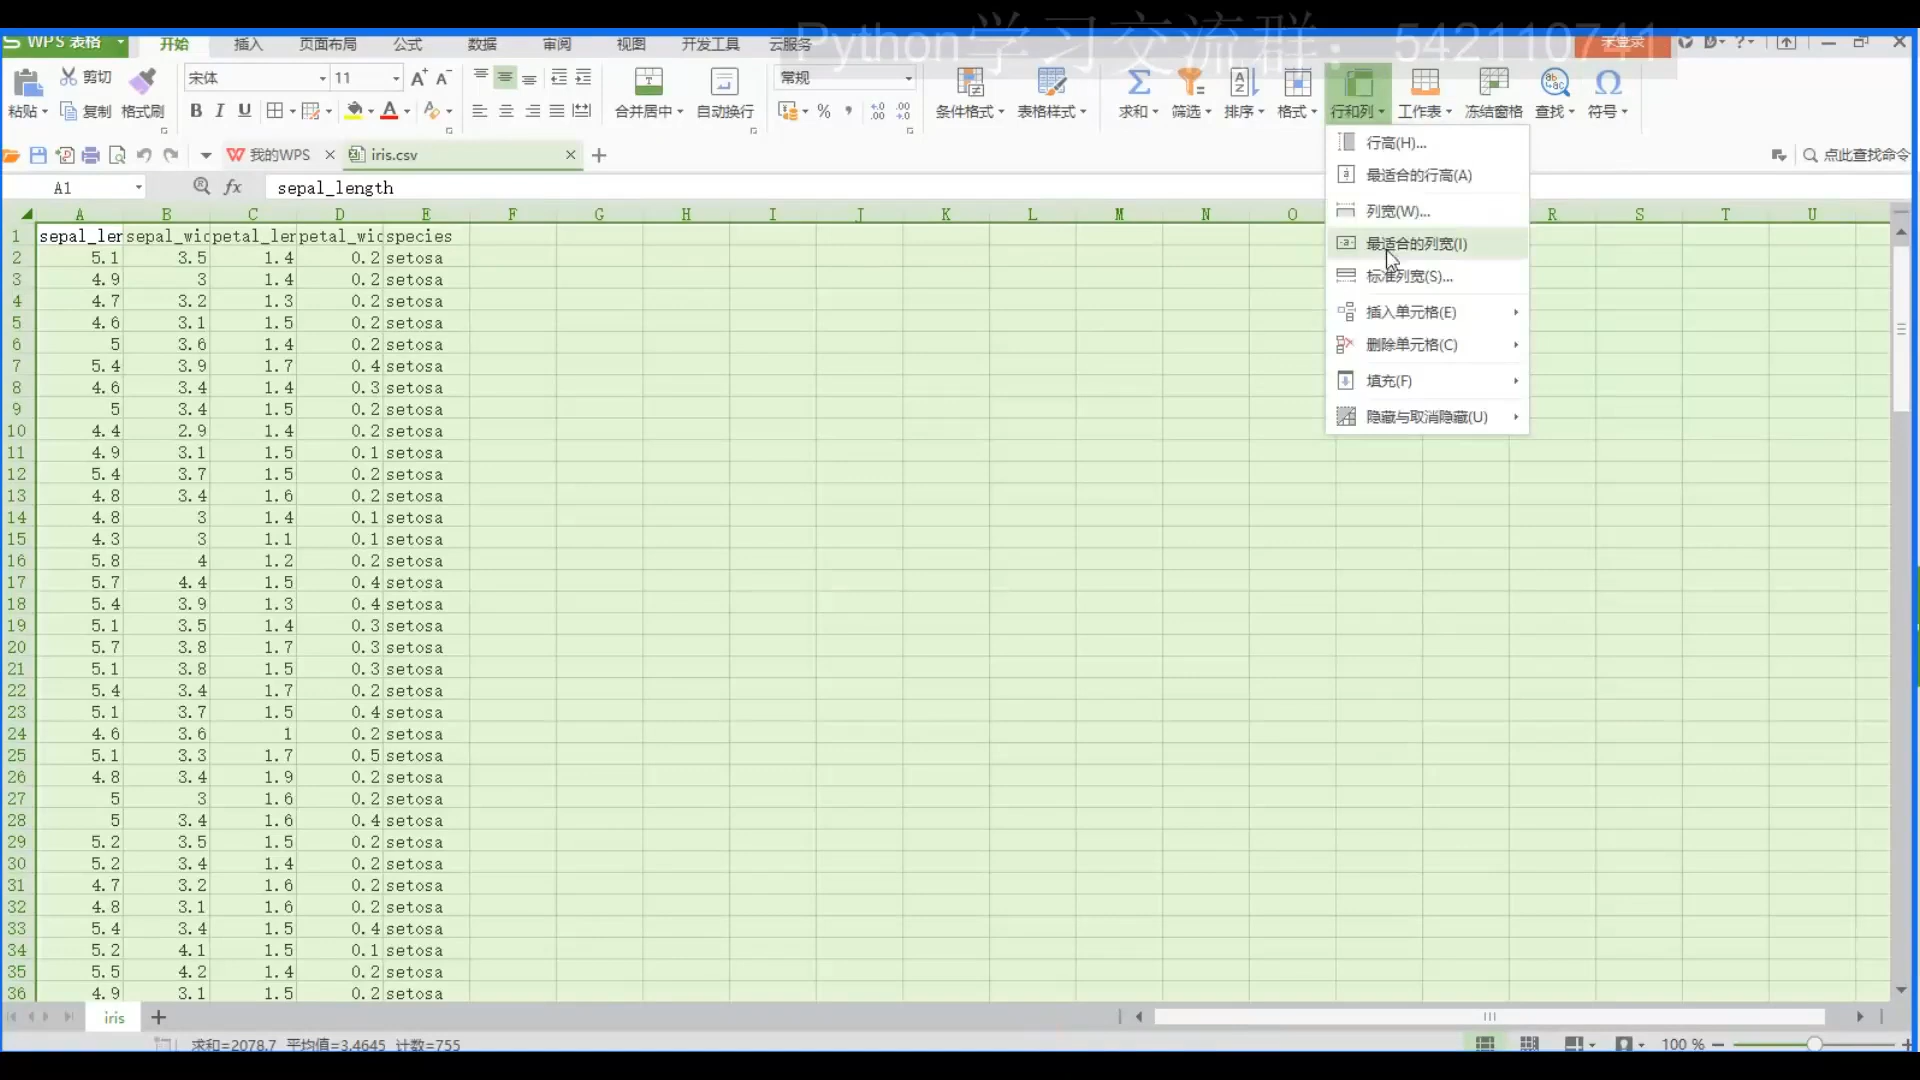 Python学习交流群：542110741
WPS 表格 开始 插入 页面布局 公式 数据 审阅 视图 开发工具 云服务 未登录
剪切 宋体 11 常规
粘贴 复制 格式刷 B I U 合并居中 自动换行 % 条件格式 表格样式 求和 筛选 排序 格式 行和列 工作表 冻结窗格 查找 符号
我的WPS iris.csv 点此查找命令
A1 fx sepal_length
行高(H)...
最适合的行高(A)
列宽(W)...
最适合的列宽(I)
标准列宽(S)...
插入单元格(E)
删除单元格(C)
填充(F)
隐藏与取消隐藏(U)
A B C D E F G H I J K L M N O R S T U
1 sepal_len sepal_wid petal_len petal_wid species
2 5.1 3.5 1.4 0.2 setosa
3 4.9 3 1.4 0.2 setosa
4 4.7 3.2 1.3 0.2 setosa
5 4.6 3.1 1.5 0.2 setosa
6 5 3.6 1.4 0.2 setosa
7 5.4 3.9 1.7 0.4 setosa
8 4.6 3.4 1.4 0.3 setosa
9 5 3.4 1.5 0.2 setosa
10 4.4 2.9 1.4 0.2 setosa
11 4.9 3.1 1.5 0.1 setosa
12 5.4 3.7 1.5 0.2 setosa
13 4.8 3.4 1.6 0.2 setosa
14 4.8 3 1.4 0.1 setosa
15 4.3 3 1.1 0.1 setosa
16 5.8 4 1.2 0.2 setosa
17 5.7 4.4 1.5 0.4 setosa
18 5.4 3.9 1.3 0.4 setosa
19 5.1 3.5 1.4 0.3 setosa
20 5.7 3.8 1.7 0.3 setosa
21 5.1 3.8 1.5 0.3 setosa
22 5.4 3.4 1.7 0.2 setosa
23 5.1 3.7 1.5 0.4 setosa
24 4.6 3.6 1 0.2 setosa
25 5.1 3.3 1.7 0.5 setosa
26 4.8 3.4 1.9 0.2 setosa
27 5 3 1.6 0.2 setosa
28 5 3.4 1.6 0.4 setosa
29 5.2 3.5 1.5 0.2 setosa
30 5.2 3.4 1.4 0.2 setosa
31 4.7 3.2 1.6 0.2 setosa
32 4.8 3.1 1.6 0.2 setosa
33 5.4 3.4 1.5 0.4 setosa
34 5.2 4.1 1.5 0.1 setosa
35 5.5 4.2 1.4 0.2 setosa
36 4.9 3.1 1.5 0.2 setosa
iris
求和=2078.7 平均值=3.4645 计数=755 100 %